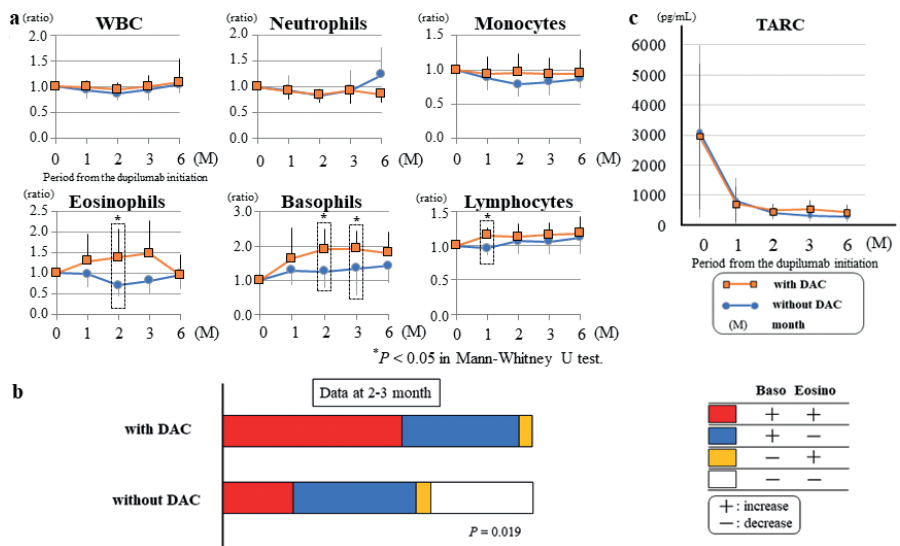 a
(ratio)
WBC
2.0
1.5
1.0
0.5
0.0
0 1 2 3 6 (M)
Period from the dupilumab initiation
(ratio)
Neutrophils
2.0
1.5
1.0
0.5
0.0
0 1 2 3 6 (M)
(ratio)
Monocytes
1.5
1.0
0.5
0.0
0 1 2 3 6 (M)
(ratio)
Eosinophils
2.5
2.0
1.5
1.0
0.5
0.0
*
0 1 2 3 6 (M)
(ratio)
Basophils
3.0
2.0
1.0
0.0
* *
0 1 2 3 6 (M)
(ratio)
Lymphocytes
1.5
1.0
0.5
0.0
*
0 1 2 3 6 (M)
*P < 0.05 in Mann-Whitney U test.
c
(pg/mL)
TARC
6000
5000
4000
3000
2000
1000
0
0 1 2 3 6 (M)
Period from the dupilumab initiation
with DAC
without DAC
(M) month
b
Data at 2-3 month
with DAC
without DAC
P = 0.019
Baso Eosino
+ +
+ −
− +
− −
+ : increase
− : decrease